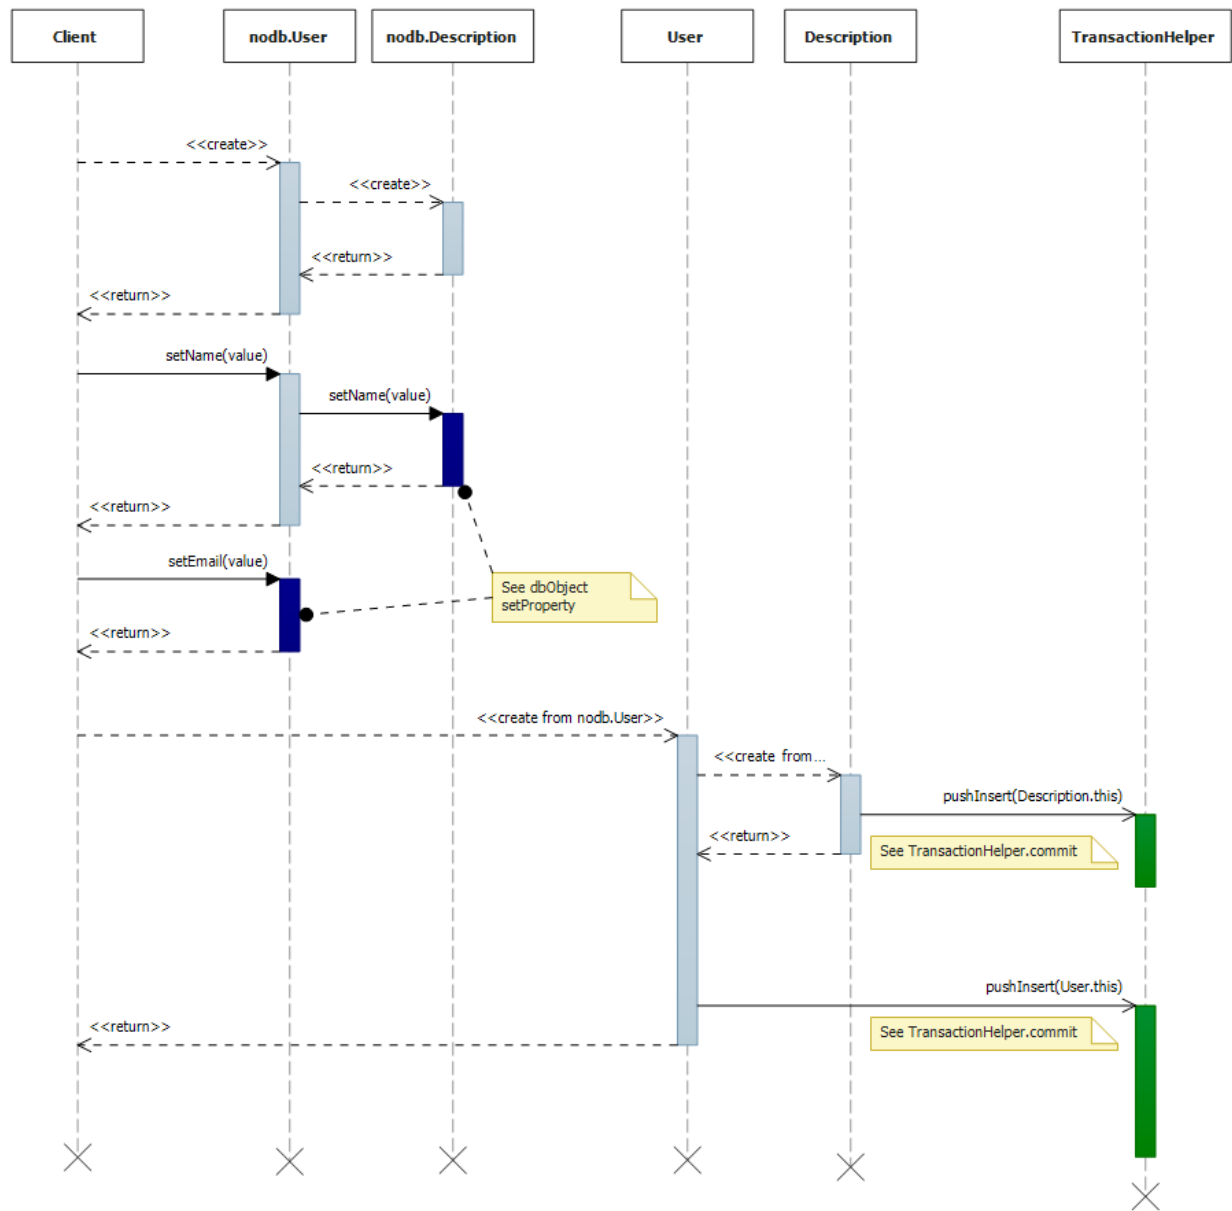 Client
nodb.User
nodb.Description
User
Description
TransactionHelper
<<create>>
<<create>>
<<return>>
<<return>>
setName(value)
setName(value)
<<return>>
<<return>>
setEmail(value)
See dbObject
setProperty
<<return>>
<<create from nodb.User>>
<<create from...
pushInsert(Description.this)
<<return>>
See TransactionHelper.commit
pushInsert(User.this)
<<return>>
See TransactionHelper.commit